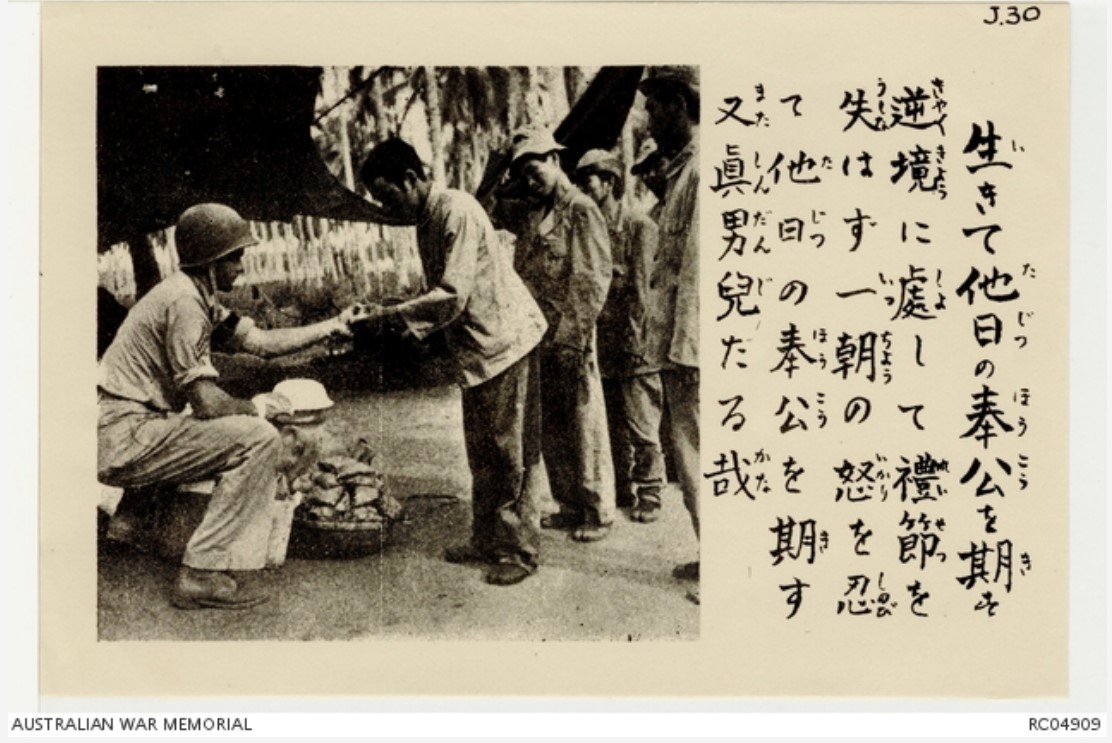 J.30
生きて他日の奉公を期せ
逆境に處して禮節を
失はず一朝の怒を忍び
て他日の奉公を期す
又眞男兒だる哉
AUSTRALIAN WAR MEMORIAL
RC04909